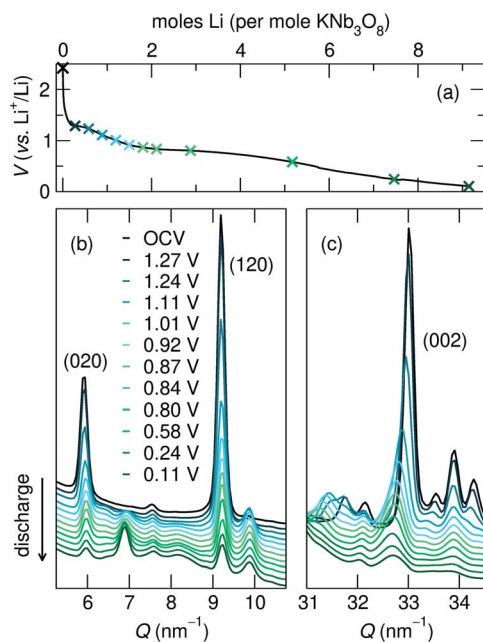 moles Li (per mole KNb₃O₈)
0 2 4 6 8
(a)
V (vs. Li⁺/Li)
2
1
0
(b)
(c)
OCV
1.27 V
1.24 V
1.11 V
1.01 V
0.92 V
0.87 V
0.84 V
0.80 V
0.58 V
0.24 V
0.11 V
(020)
(120)
(002)
discharge
6 7 8 9 10
31 32 33 34
Q (nm⁻¹)
Q (nm⁻¹)